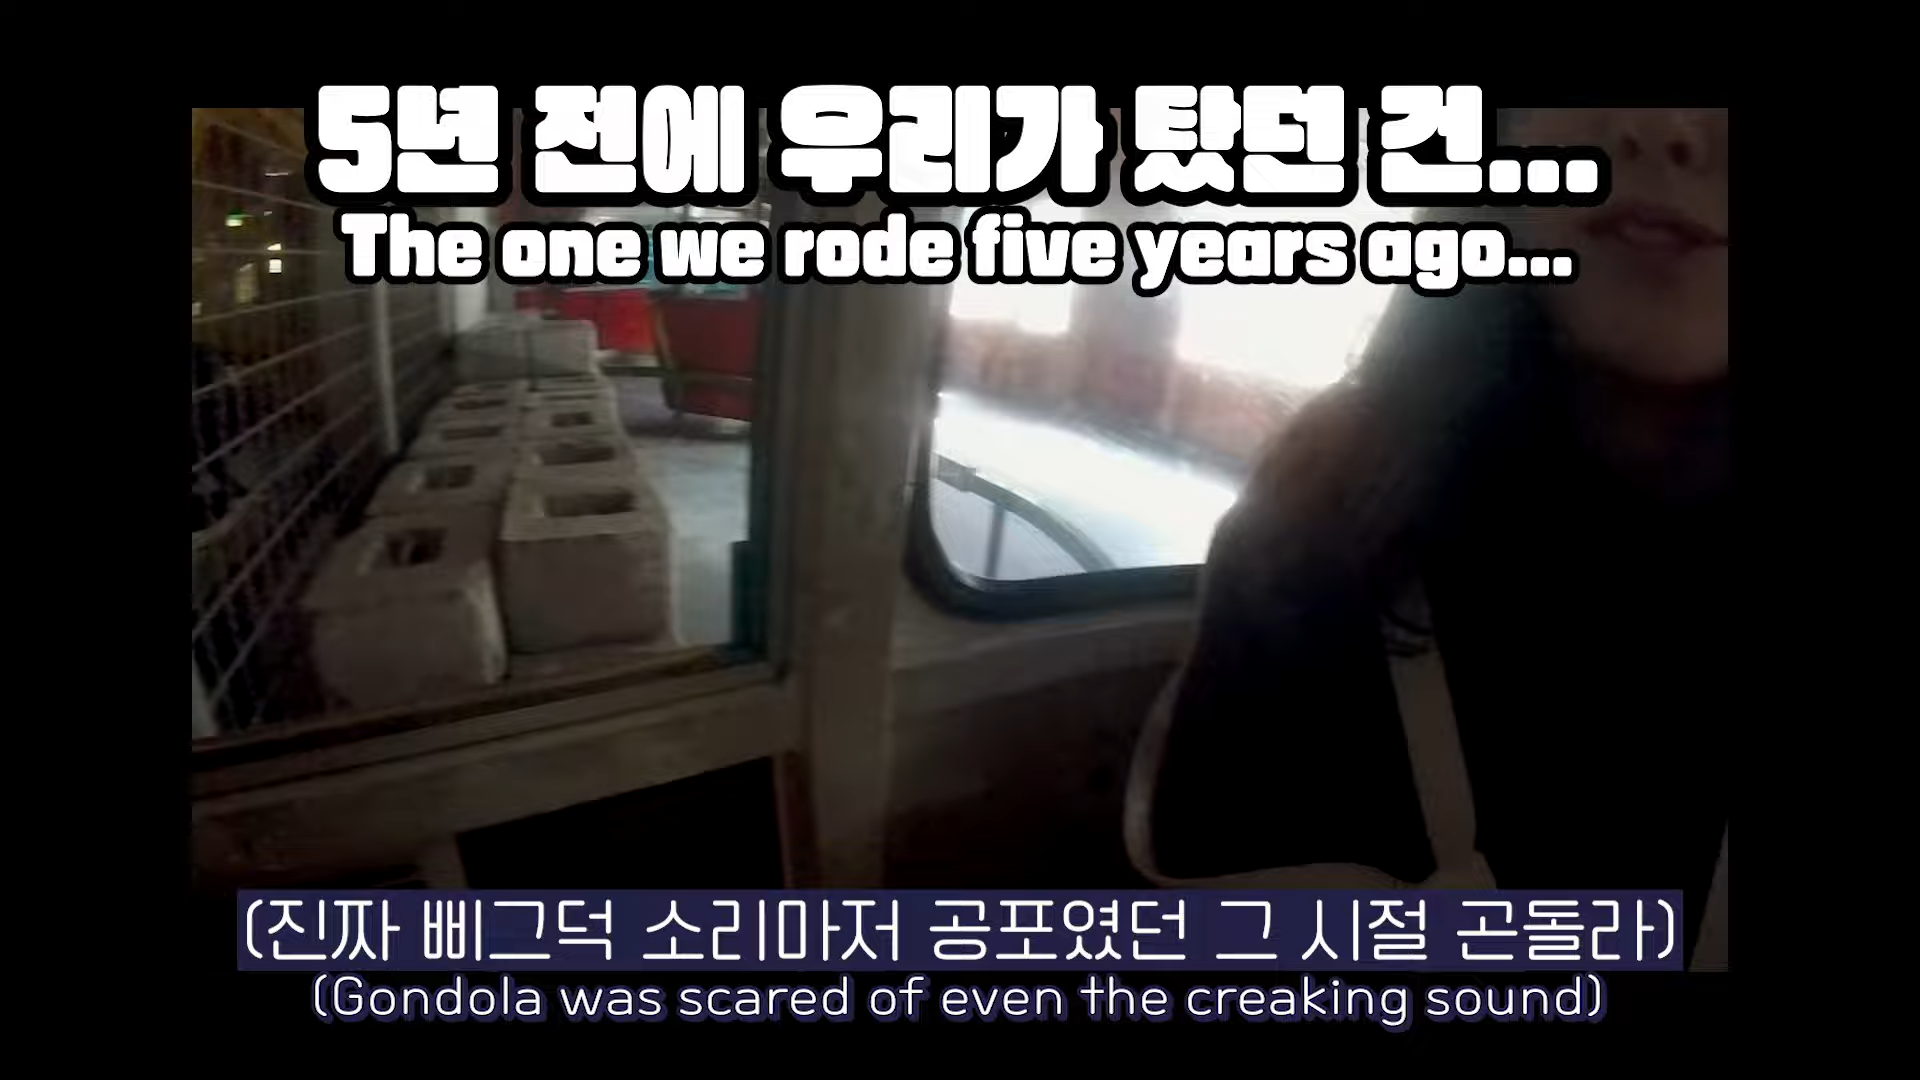 5년 전에 우리가 탔던 건...
The one we rode five years ago...
(진짜 삐그덕 소리마저 공포였던 그 시절 곤돌라)
(Gondola was scared of even the creaking sound)